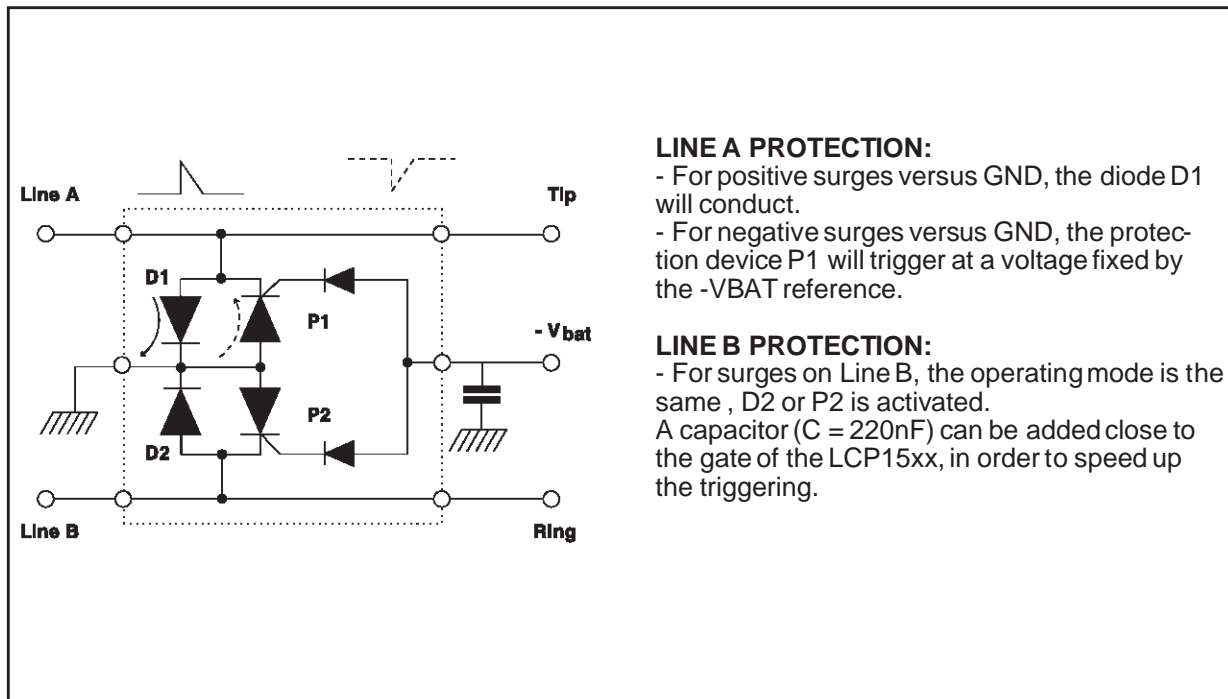 Line A
Tip
D1
P1
- Vbat
P2
D2
Line B
Ring
LINE A PROTECTION:
- For positive surges versus GND, the diode D1
will conduct.
- For negative surges versus GND, the protec-
tion device P1 will trigger at a voltage fixed by
the -VBAT reference.
LINE B PROTECTION:
- For surges on Line B, the operating mode is the
same , D2 or P2 is activated.
A capacitor (C = 220nF) can be added close to
the gate of the LCP15xx, in order to speed up
the triggering.